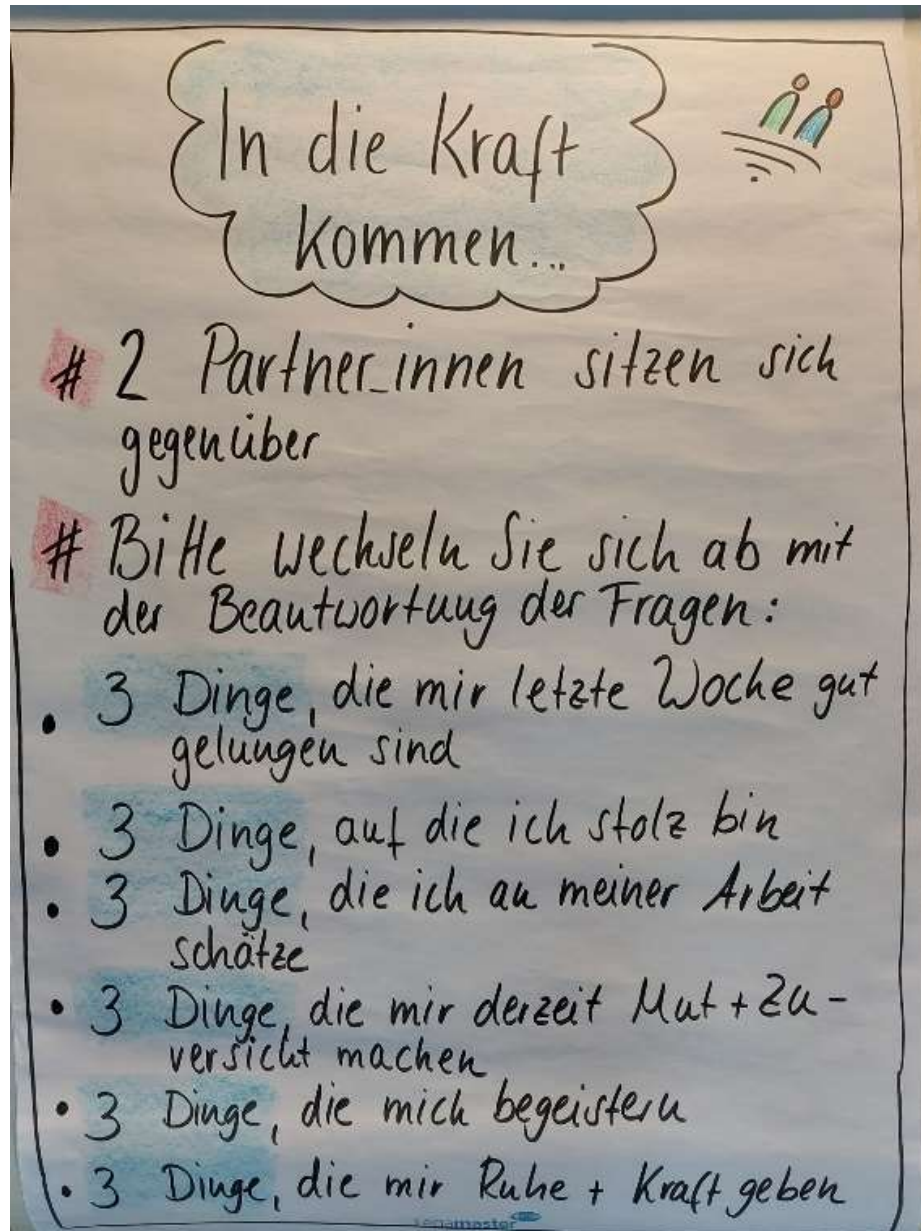 In die Kraft
kommen...
# 2 Partner_innen sitzen sich
gegenüber
# Bitte wechseln Sie sich ab mit
der Beantwortung der Fragen:
• 3 Dinge, die mir letzte Woche gut
gelungen sind
• 3 Dinge, auf die ich stolz bin
• 3 Dinge, die ich an meiner Arbeit
schätze
• 3 Dinge, die mir derzeit Mut + Zu-
versicht machen
• 3 Dinge, die mich begeistern
• 3 Dinge, die mir Ruhe + Kraft geben
Legamaster